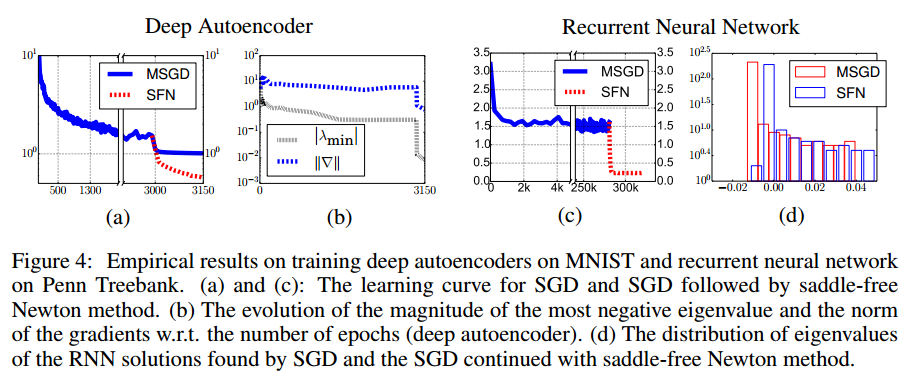 Deep Autoencoder
Recurrent Neural Network
10^1
10^0
MSGD
SFN
10^1
10^0
500 1300 3000 3150
(a)
10^2
10^1
10^0
10^-1
10^-2
10^-3
|λmin|
‖∇‖
0 3150
(b)
3.5
3.0
2.5
2.0
1.5
1.0
0.5
0.0
MSGD
SFN
3.5
3.0
2.5
2.0
1.5
1.0
0.5
0.0
0 2k 4k 250k 300k
(c)
10^2.5
10^2.0
10^1.2
10^0.4
10^0
MSGD
SFN
−0.02 0.00 0.02 0.04
(d)
Figure 4: Empirical results on training deep autoencoders on MNIST and recurrent neural network
on Penn Treebank. (a) and (c): The learning curve for SGD and SGD followed by saddle-free
Newton method. (b) The evolution of the magnitude of the most negative eigenvalue and the norm
of the gradients w.r.t. the number of epochs (deep autoencoder). (d) The distribution of eigenvalues
of the RNN solutions found by SGD and the SGD continued with saddle-free Newton method.